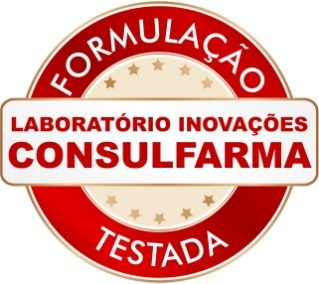 FORMULAÇÃO
LABORATÓRIO INOVAÇÕES
CONSULFARMA
TESTADA